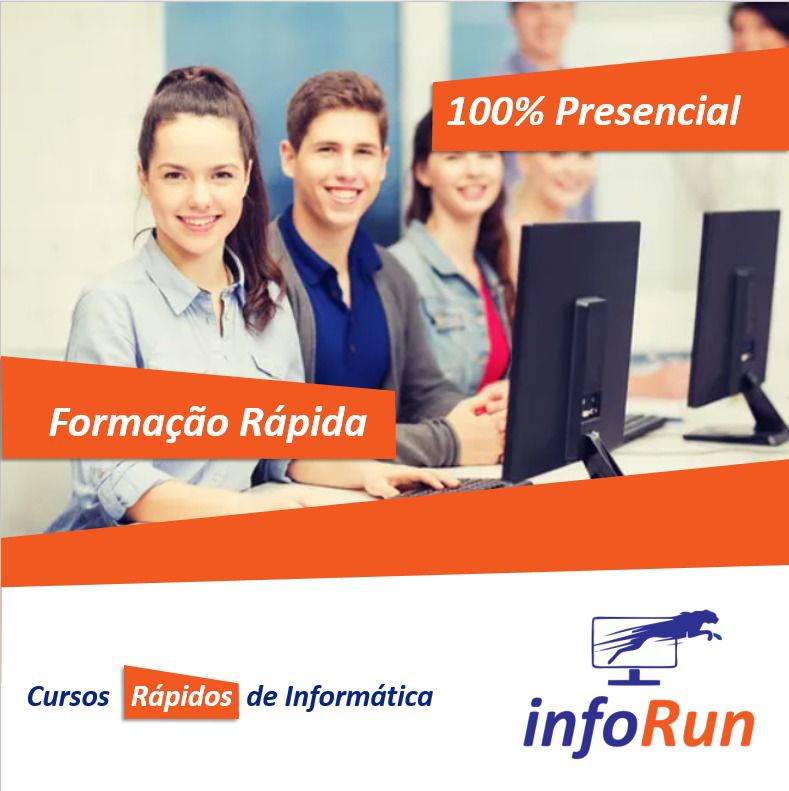 100% Presencial
Formação Rápida
Cursos Rápidos de Informática
infoRun